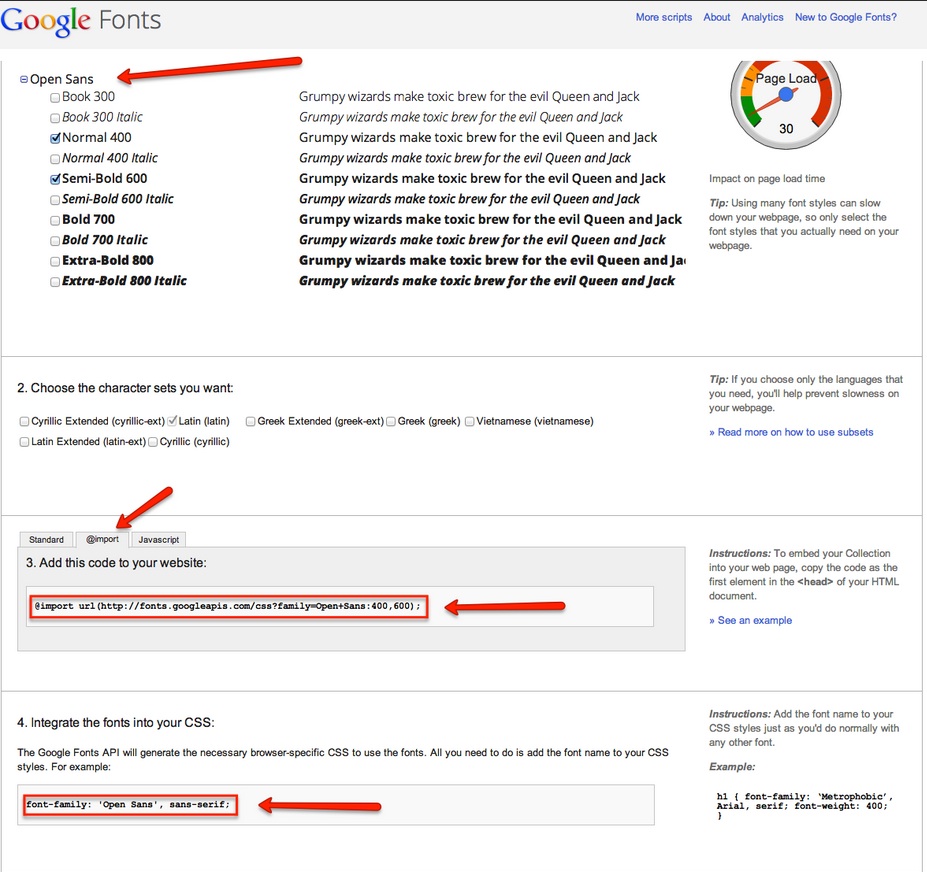 Google Fonts
More scripts About Analytics New to Google Fonts?
Open Sans
Book 300 Grumpy wizards make toxic brew for the evil Queen and Jack
Book 300 Italic Grumpy wizards make toxic brew for the evil Queen and Jack
Normal 400 Grumpy wizards make toxic brew for the evil Queen and Jack
Normal 400 Italic Grumpy wizards make toxic brew for the evil Queen and Jack
Semi-Bold 600 Grumpy wizards make toxic brew for the evil Queen and Jack
Semi-Bold 600 Italic Grumpy wizards make toxic brew for the evil Queen and Jack
Bold 700 Grumpy wizards make toxic brew for the evil Queen and Jack
Bold 700 Italic Grumpy wizards make toxic brew for the evil Queen and Jack
Extra-Bold 800 Grumpy wizards make toxic brew for the evil Queen and Ja
Extra-Bold 800 Italic Grumpy wizards make toxic brew for the evil Queen and Jack
Page Load
30
Impact on page load time
Tip: Using many font styles can slow
down your webpage, so only select the
font styles that you actually need on your
webpage.
2. Choose the character sets you want:
Cyrillic Extended (cyrillic-ext) Latin (latin) Greek Extended (greek-ext) Greek (greek) Vietnamese (vietnamese)
Latin Extended (latin-ext) Cyrillic (cyrillic)
Tip: If you choose only the languages that
you need, you'll help prevent slowness on
your webpage.
» Read more on how to use subsets
Standard @import Javascript
3. Add this code to your website:
@import url(http://fonts.googleapis.com/css?family=Open+Sans:400,600);
Instructions: To embed your Collection
into your web page, copy the code as the
first element in the <head> of your HTML
document.
» See an example
4. Integrate the fonts into your CSS:
The Google Fonts API will generate the necessary browser-specific CSS to use the fonts. All you need to do is add the font name to your CSS
styles. For example:
font-family: 'Open Sans', sans-serif;
Instructions: Add the font name to your
CSS styles just as you'd do normally with
any other font.
Example:
h1 { font-family: ‘Metrophobic’,
Arial, serif; font-weight: 400;
}